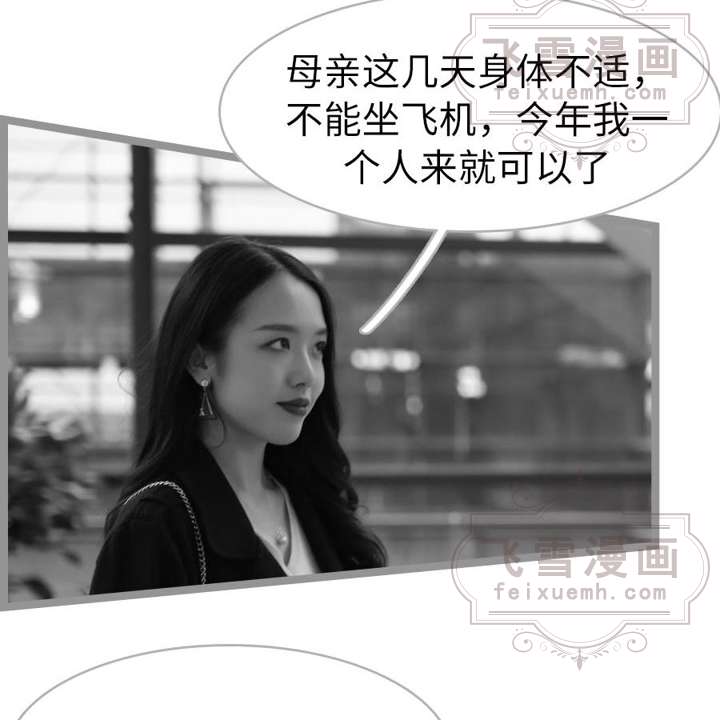 飞雪漫画
feixuemh.com
母亲这几天身体不适，
不能坐飞机，今年我一
个人来就可以了
飞雪漫画
feixuemh.com